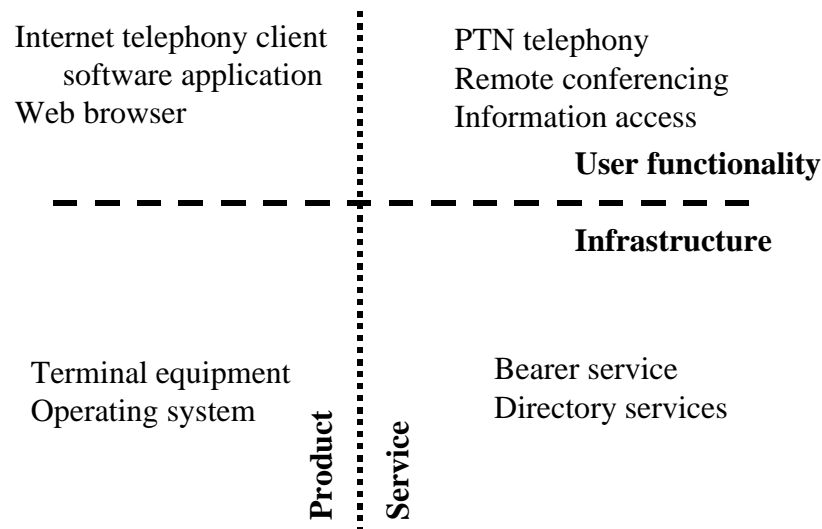 Internet telephony client
software application
Web browser
PTN telephony
Remote conferencing
Information access
User functionality
Infrastructure
Terminal equipment
Operating system
Product
Service
Bearer service
Directory services